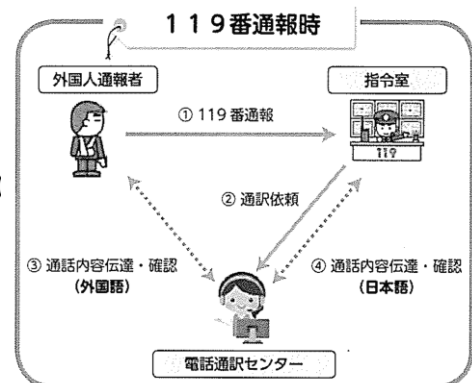 119番通報時
外国人通報者
指令室
① 119番通報
119
② 通訳依頼
③ 通話内容伝達・確認
(外国語)
④ 通話内容伝達・確認
(日本語)
電話通訳センター